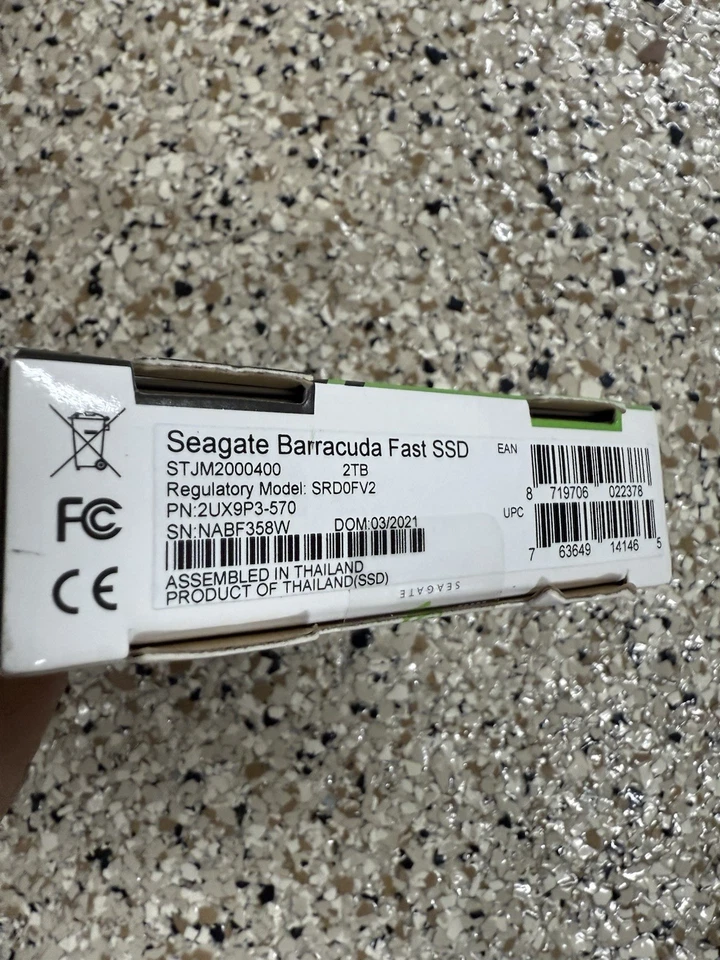 Seagate Barracuda Fast SSD
STJM2000400 2TB
Regulatory Model: SRD0FV2
PN:2UX9P3-570
SN:NABF358W DOM:03/2021
ASSEMBLED IN THAILAND
PRODUCT OF THAILAND(SSD)
SEAGATE
EAN
8 719706 022378
UPC
7 63649 14146 5
FC
CE